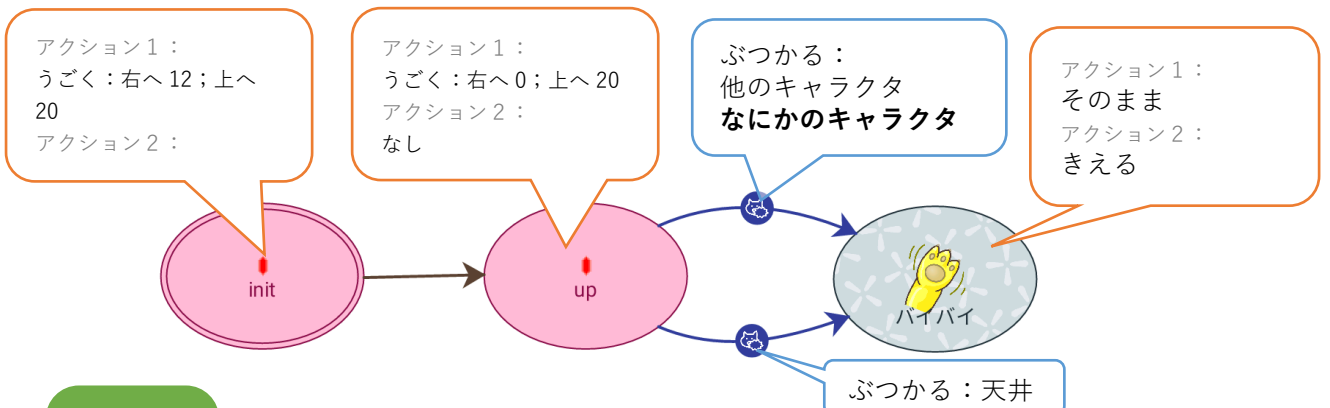 アクション１：
うごく：右へ 12；上へ
20
アクション２：
アクション１：
うごく：右へ 0；上へ 20
アクション２：
なし
ぶつかる：
他のキャラクタ
なにかのキャラクタ
アクション１：
そのまま
アクション２：
きえる
init
up
バイバイ
ぶつかる：天井